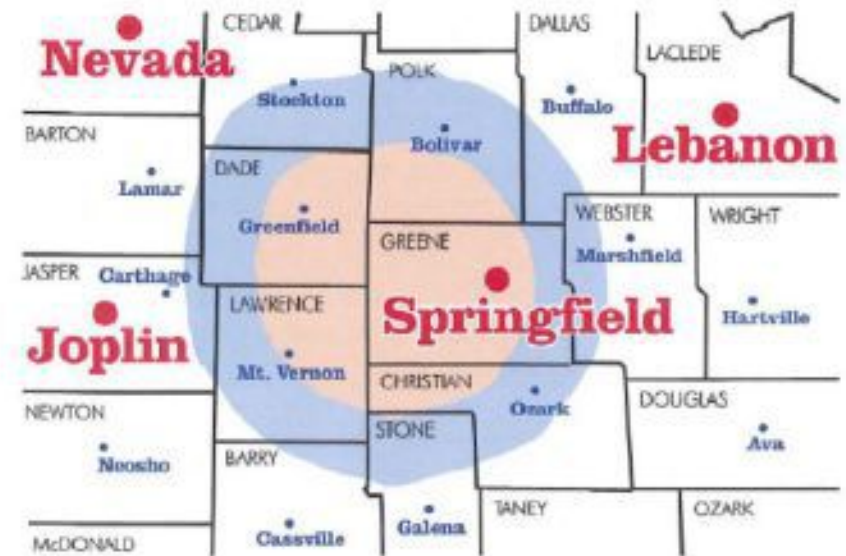 CEDAR
DALLAS
Nevada
LACLEDE
POLK
Stockton
Buffalo
Lebanon
BARTON
Bolivar
DADE
Lamar
WEBSTER
WRIGHT
Greenfield
GREENE
Marshfield
JASPER
Carthage
LAWRENCE
Springfield
Hartville
Joplin
Mt. Vernon
CHRISTIAN
Ozark
DOUGLAS
NEWTON
STONE
Ava
Neosho
BARRY
TANEY
OZARK
Galena
Cassville
McDONALD